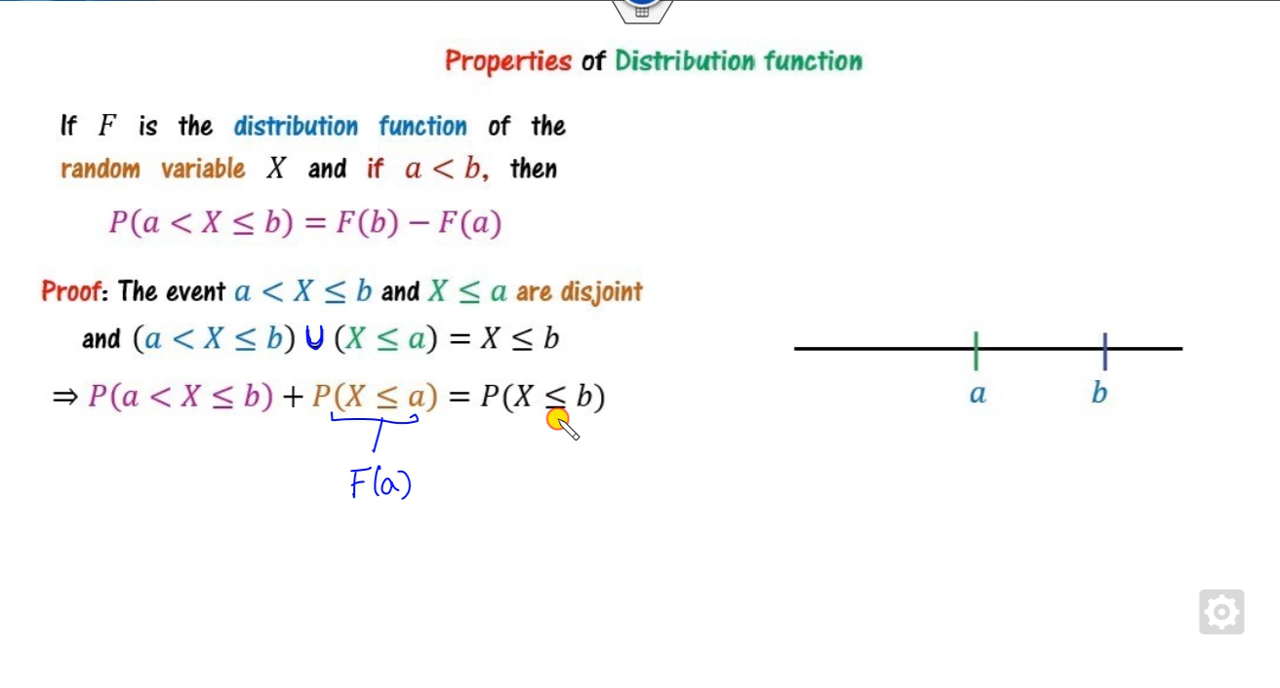 Properties of Distribution function
If F is the distribution function of the
random variable X and if a < b, then
P(a < X ≤ b) = F(b) − F(a)
Proof: The event a < X ≤ b and X ≤ a are disjoint
and (a < X ≤ b) ∪ (X ≤ a) = X ≤ b
⇒ P(a < X ≤ b) + P(X ≤ a) = P(X ≤ b)
F(a)
a b